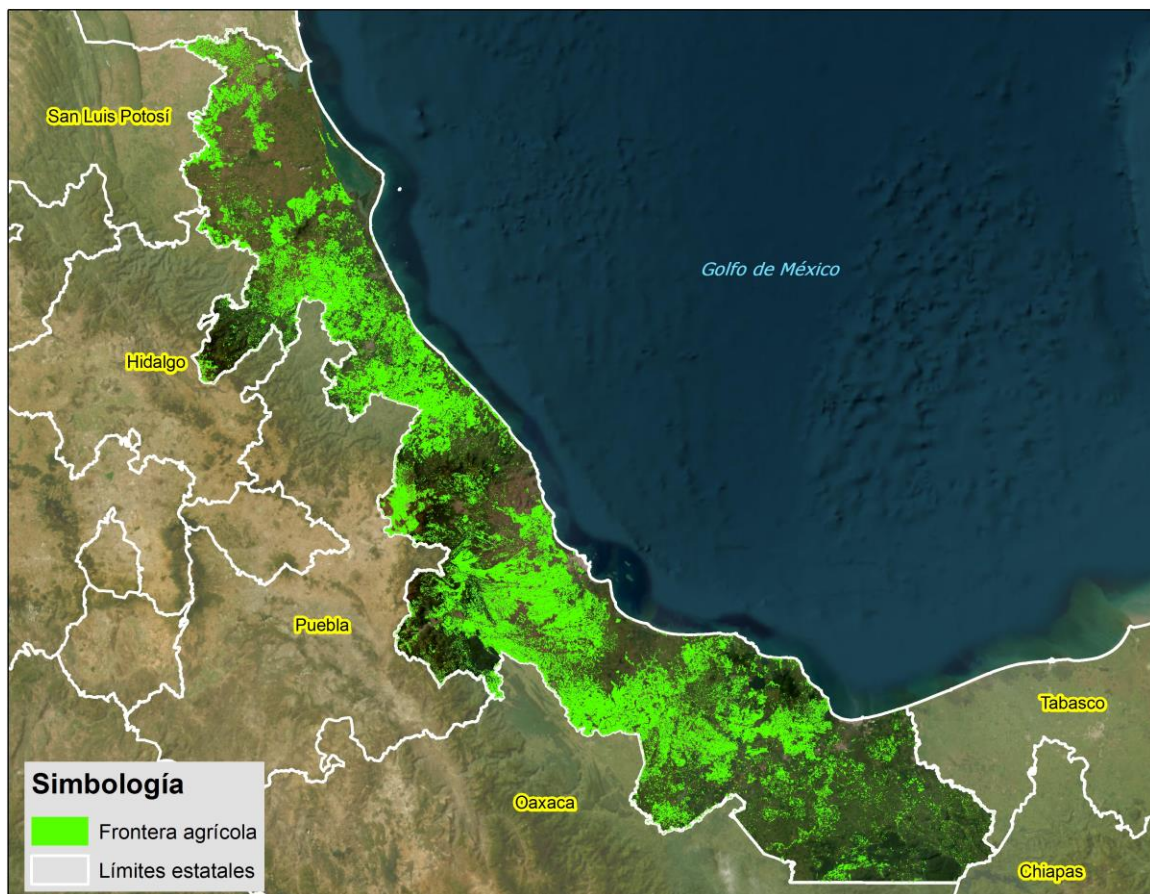 San Luis Potosí
Golfo de México
Hidalgo
Puebla
Tabasco
Oaxaca
Chiapas
Simbología
Frontera agrícola
Límites estatales